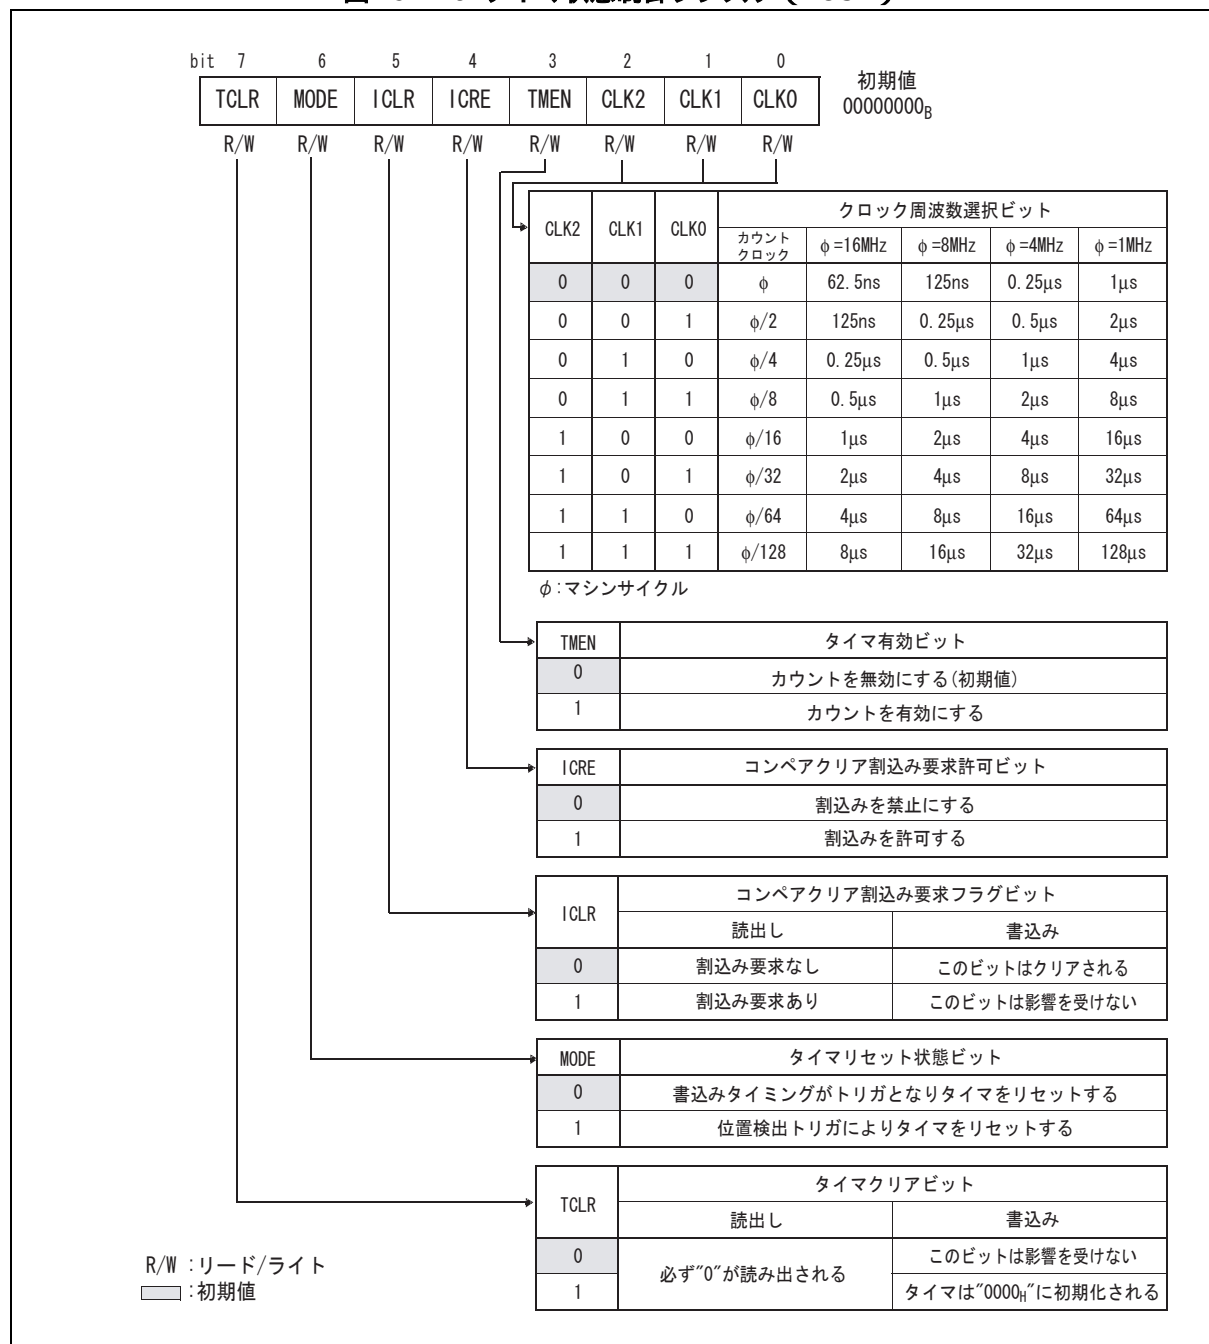 bit 7 6 5 4 3 2 1 0
TCLR MODE ICLR ICRE TMEN CLK2 CLK1 CLK0
初期値
00000000B
R/W R/W R/W R/W R/W R/W R/W R/W
CLK2 CLK1 CLK0 クロック周波数選択ビット
カウントクロック φ=16MHz φ=8MHz φ=4MHz φ=1MHz
0 0 0 φ 62.5ns 125ns 0.25μs 1μs
0 0 1 φ/2 125ns 0.25μs 0.5μs 2μs
0 1 0 φ/4 0.25μs 0.5μs 1μs 4μs
0 1 1 φ/8 0.5μs 1μs 2μs 8μs
1 0 0 φ/16 1μs 2μs 4μs 16μs
1 0 1 φ/32 2μs 4μs 8μs 32μs
1 1 0 φ/64 4μs 8μs 16μs 64μs
1 1 1 φ/128 8μs 16μs 32μs 128μs
φ:マシンサイクル
TMEN タイマ有効ビット
0 カウントを無効にする(初期値)
1 カウントを有効にする
ICRE コンペアクリア割込み要求許可ビット
0 割込みを禁止にする
1 割込みを許可する
ICLR コンペアクリア割込み要求フラグビット
読出し 書込み
0 割込み要求なし このビットはクリアされる
1 割込み要求あり このビットは影響を受けない
MODE タイマリセット状態ビット
0 書込みタイミングがトリガとなりタイマをリセットする
1 位置検出トリガによりタイマをリセットする
TCLR タイマクリアビット
読出し 書込み
0 必ず"0"が読み出される このビットは影響を受けない
1 タイマは"0000H"に初期化される
R/W :リード/ライト
:初期値